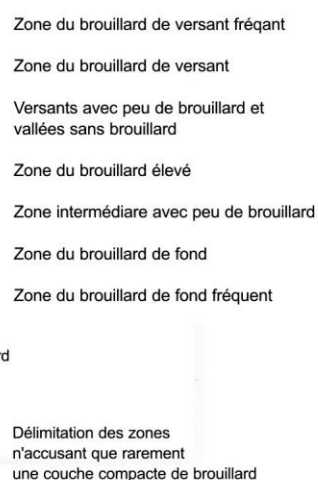 Zone du brouillard de versant fréqant
Zone du brouillard de versant
Versants avec peu de brouillard et
vallées sans brouillard
Zone du brouillard élevé
Zone intermédiare avec peu de brouillard
Zone du brouillard de fond
Zone du brouillard de fond fréquent
rd
Délimitation des zones
n'accusant que rarement
une couche compacte de brouillard